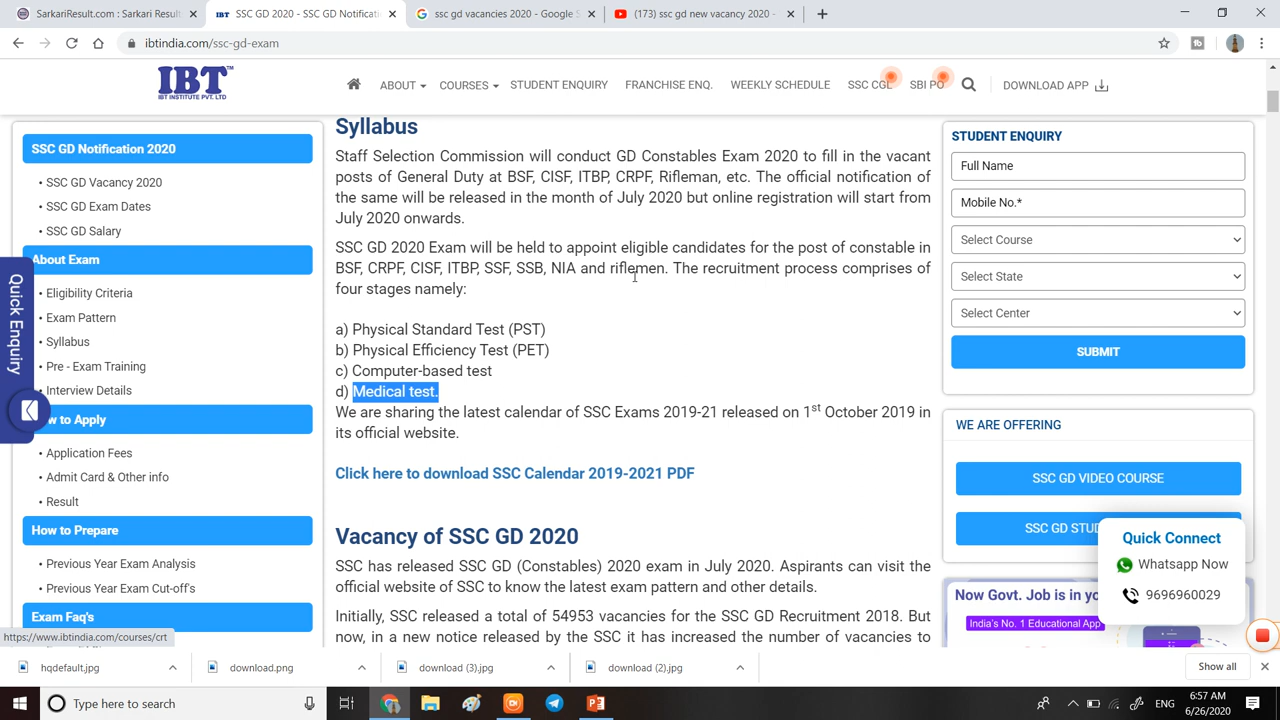 SarkariResult.com : Sarkari Result
SSC GD 2020 - SSC GD Notificati
ssc gd vacancies 2020 - Google S
(173) ssc gd new vacancy 2020 -
ibtindia.com/ssc-gd-exam
IBT
IBT INSTITUTE PVT. LTD
ABOUT
COURSES
STUDENT ENQUIRY
FRANCHISE ENQ.
WEEKLY SCHEDULE
SSC CGL
SBI PO
DOWNLOAD APP
SSC GD Notification 2020
• SSC GD Vacancy 2020
• SSC GD Exam Dates
• SSC GD Salary
About Exam
• Eligibility Criteria
• Exam Pattern
• Syllabus
• Pre - Exam Training
• Interview Details
w to Apply
• Application Fees
• Admit Card & Other info
• Result
How to Prepare
• Previous Year Exam Analysis
• Previous Year Exam Cut-off's
Exam Faq's
Quick Enquiry
Syllabus
Staff Selection Commission will conduct GD Constables Exam 2020 to fill in the vacant
posts of General Duty at BSF, CISF, ITBP, CRPF, Rifleman, etc. The official notification of
the same will be released in the month of July 2020 but online registration will start from
July 2020 onwards.
SSC GD 2020 Exam will be held to appoint eligible candidates for the post of constable in
BSF, CRPF, CISF, ITBP, SSF, SSB, NIA and riflemen. The recruitment process comprises of
four stages namely:
a) Physical Standard Test (PST)
b) Physical Efficiency Test (PET)
c) Computer-based test
d) Medical test.
We are sharing the latest calendar of SSC Exams 2019-21 released on 1st October 2019 in
its official website.
Click here to download SSC Calendar 2019-2021 PDF
Vacancy of SSC GD 2020
SSC has released SSC GD (Constables) 2020 exam in July 2020. Aspirants can visit the
official website of SSC to know the latest exam pattern and other details.
Initially, SSC released a total of 54953 vacancies for the SSC GD Recruitment 2018. But
now, in a new notice released by the SSC it has increased the number of vacancies to
STUDENT ENQUIRY
Full Name
Mobile No.*
Select Course
Select State
Select Center
SUBMIT
WE ARE OFFERING
SSC GD VIDEO COURSE
SSC GD STU
Quick Connect
Whatsapp Now
9696960029
Now Govt. Job is in yo
India's No. 1 Educational App
https://www.ibtindia.com/courses/crt
hqdefault.jpg
download.png
download (3).jpg
download (2).jpg
Show all
Type here to search
ENG
6:57 AM
6/26/2020